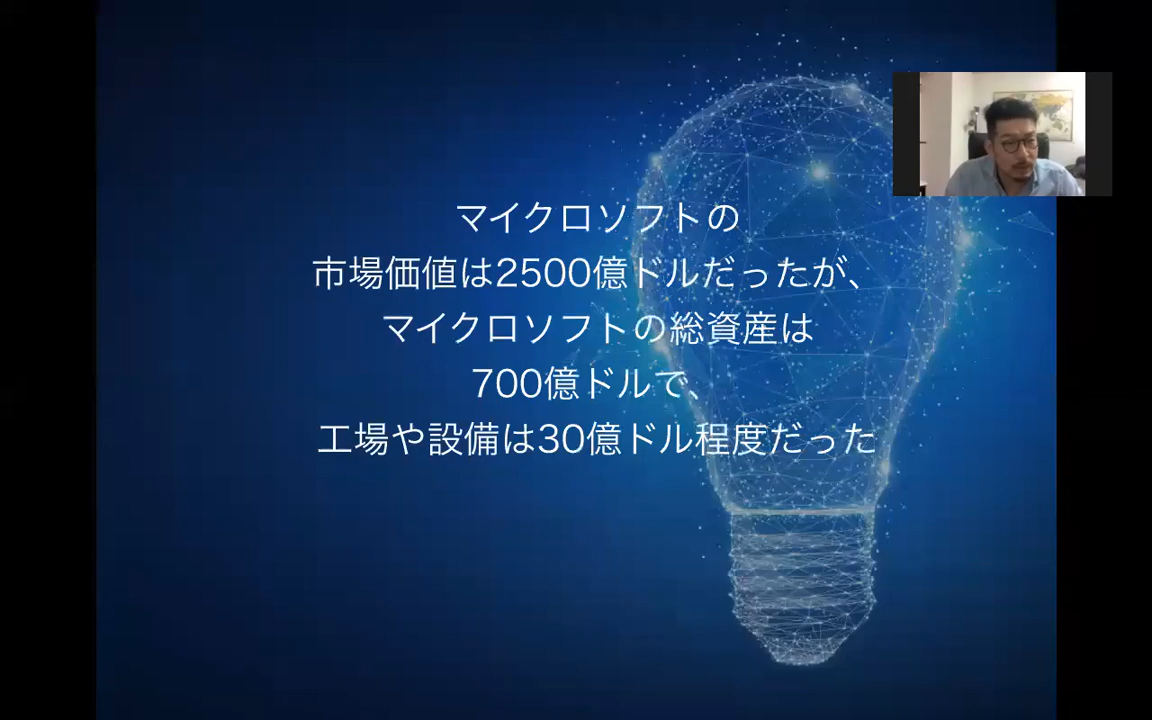 マイクロソフトの
市場価値は2500億ドルだったが、
マイクロソフトの総資産は
700億ドルで、
工場や設備は30億ドル程度だった